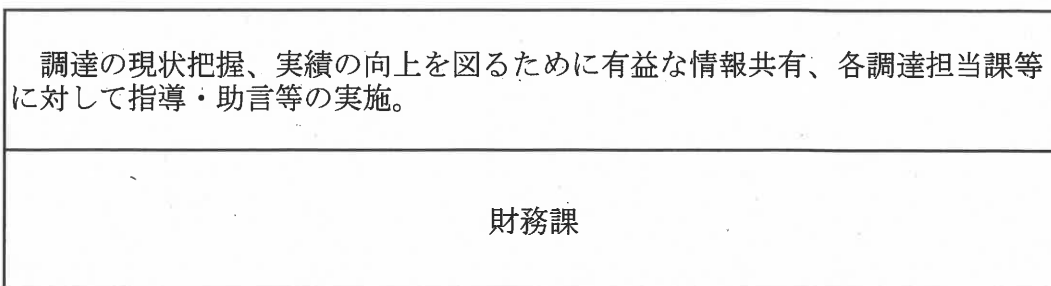 調達の現状把握、実績の向上を図るために有益な情報共有、各調達担当課等
に対して指導・助言等の実施。
財務課